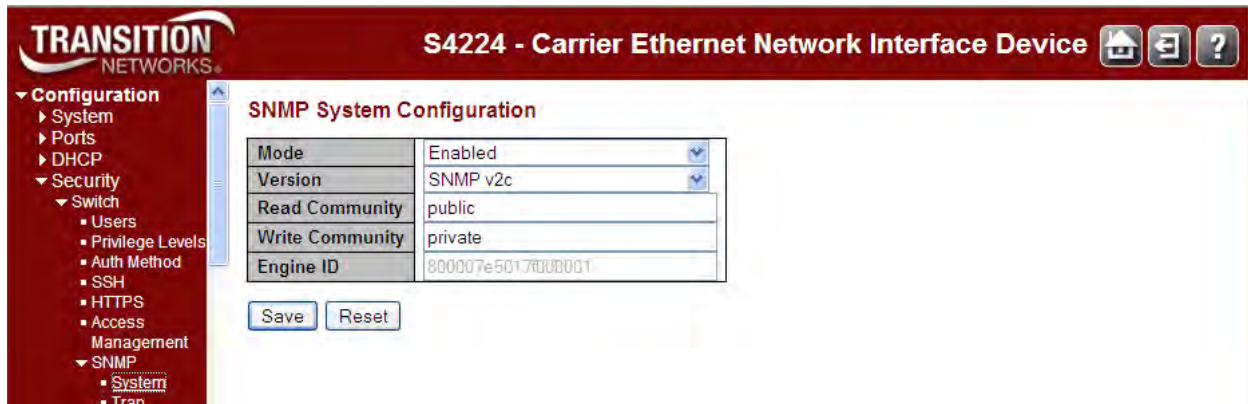 TRANSITION
NETWORKS®
S4224 - Carrier Ethernet Network Interface Device
?
Configuration
System
Ports
DHCP
Security
Switch
Users
Privilege Levels
Auth Method
SSH
HTTPS
Access
Management
SNMP
System
Trap
SNMP System Configuration
Mode Enabled
Version SNMP v2c
Read Community public
Write Community private
Engine ID 800007e5017f000001
Save Reset